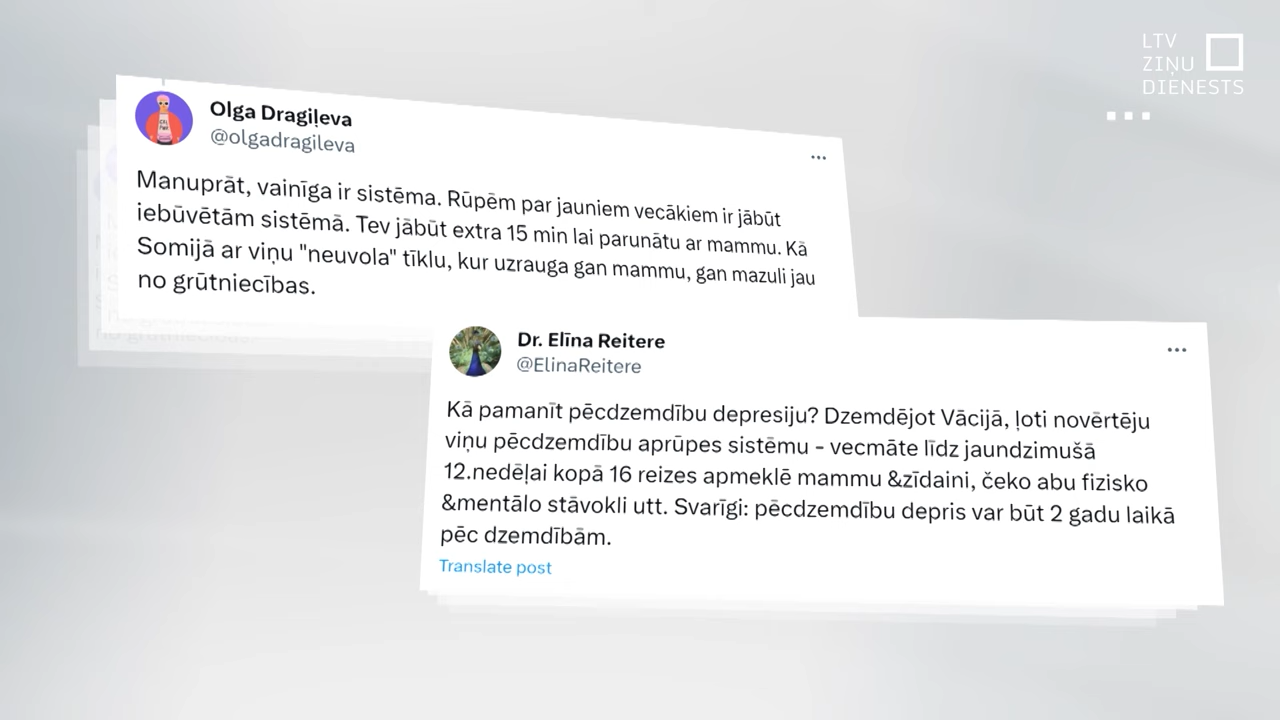 LTV
ZIŅU
DIENESTS
Olga Dragiļeva
@olgadragileva
Manuprāt, vainīga ir sistēma. Rūpēm par jauniem vecākiem ir jābūt
iebūvētām sistēmā. Tev jābūt extra 15 min lai parunātu ar mammu. Kā
Somijā ar viņu "neuvola" tīklu, kur uzrauga gan mammu, gan mazuli jau
no grūtniecības.
Dr. Elīna Reitere
@ElinaReitere
Kā pamanīt pēcdzemdību depresiju? Dzemdējot Vācijā, ļoti novērtēju
viņu pēcdzemdību aprūpes sistēmu - vecmāte līdz jaundzimušā
12.nedēļai kopā 16 reizes apmeklē mammu &zīdaini, čeko abu fizisko
&mentālo stāvokli utt. Svarīgi: pēcdzemdību depris var būt 2 gadu laikā
pēc dzemdībām.
Translate post